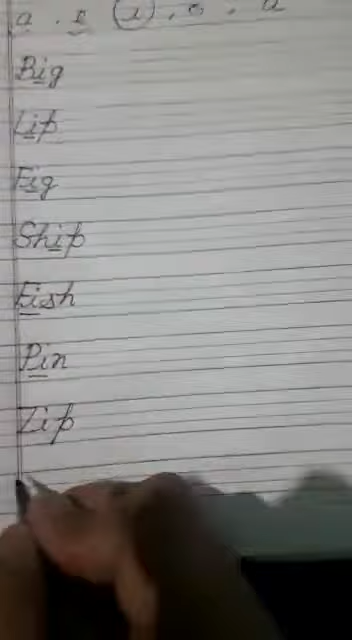 a . e (i) . o . u
Big
Lip
Fig
Ship
Fish
Pin
Zip